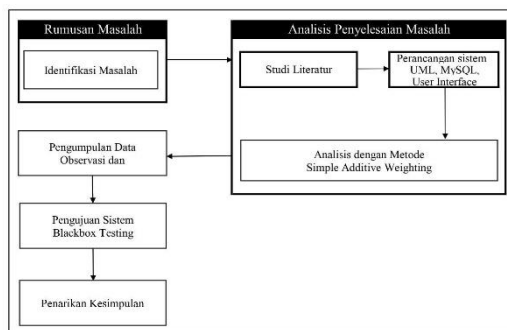 Rumusan Masalah
Identifikasi Masalah
Analisis Penyelesaian Masalah
Studi Literatur
Perancangan sistem
UML, MySQL,
User Interface
Analisis dengan Metode
Simple Additive Weighting
Pengumpulan Data
Observasi dan
Pengujuan Sistem
Blackbox Testing
Penarikan Kesimpulan